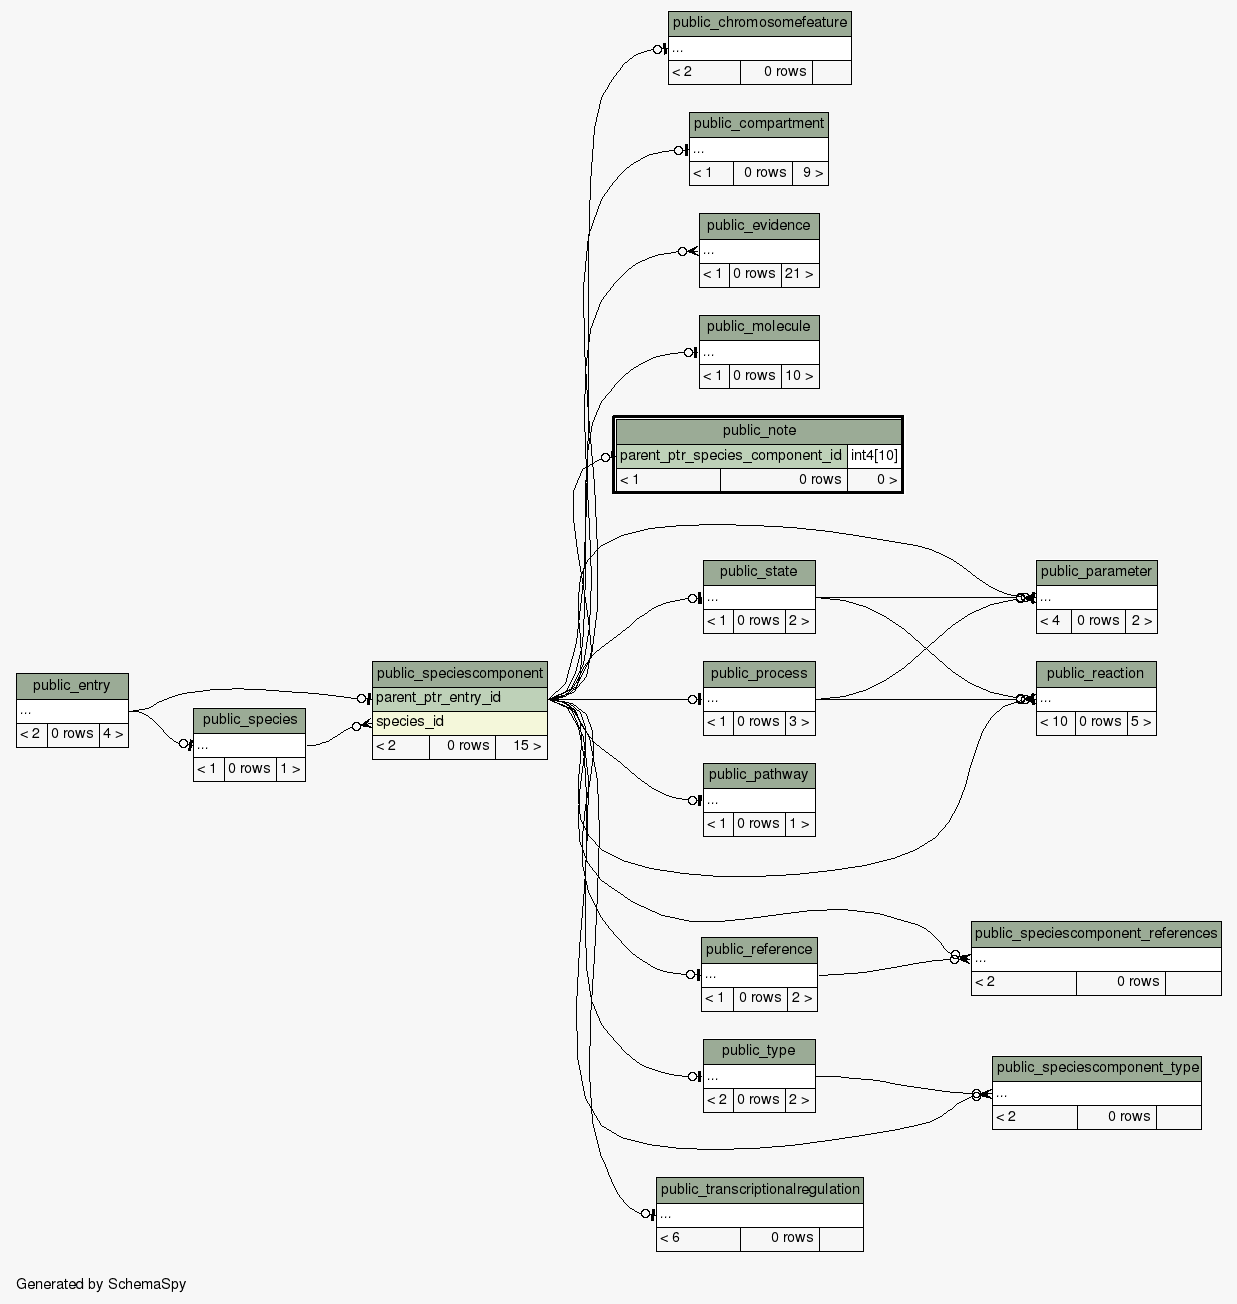 public_chromosomefeature
...
< 2 0 rows
public_compartment
...
< 1 0 rows 9 >
public_evidence
...
< 1 0 rows 21 >
public_molecule
...
< 1 0 rows 10 >
public_note
parent_ptr_species_component_id int4[10]
< 1 0 rows 0 >
public_state
...
< 1 0 rows 2 >
public_parameter
...
< 4 0 rows 2 >
public_entry
...
< 2 0 rows 4 >
public_species
...
< 1 0 rows 1 >
public_speciescomponent
parent_ptr_entry_id
species_id
< 2 0 rows 15 >
public_process
...
< 1 0 rows 3 >
public_reaction
...
< 10 0 rows 5 >
public_pathway
...
< 1 0 rows 1 >
public_reference
...
< 1 0 rows 2 >
public_speciescomponent_references
...
< 2 0 rows
public_type
...
< 2 0 rows 2 >
public_speciescomponent_type
...
< 2 0 rows
public_transcriptionalregulation
...
< 6 0 rows
Generated by SchemaSpy